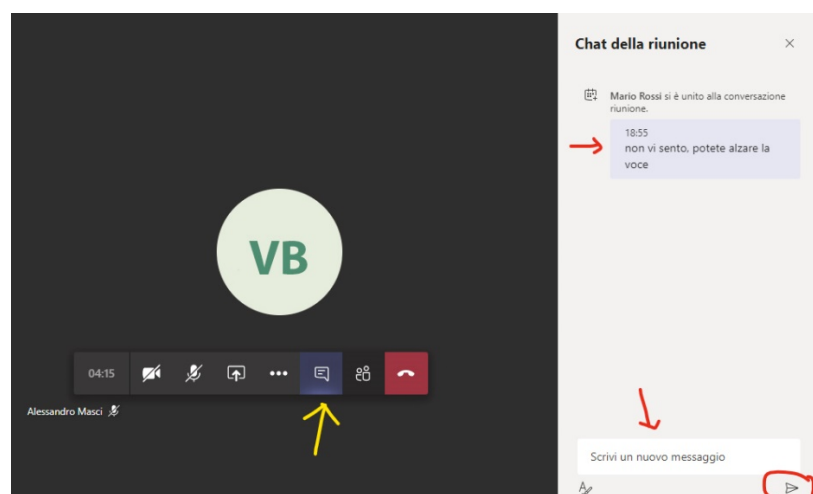 Chat della riunione
Mario Rossi si è unito alla conversazione
riunione.
18:55
non vi sento, potete alzare la
voce
VB
04:15
Alessandro Masci
Scrivi un nuovo messaggio